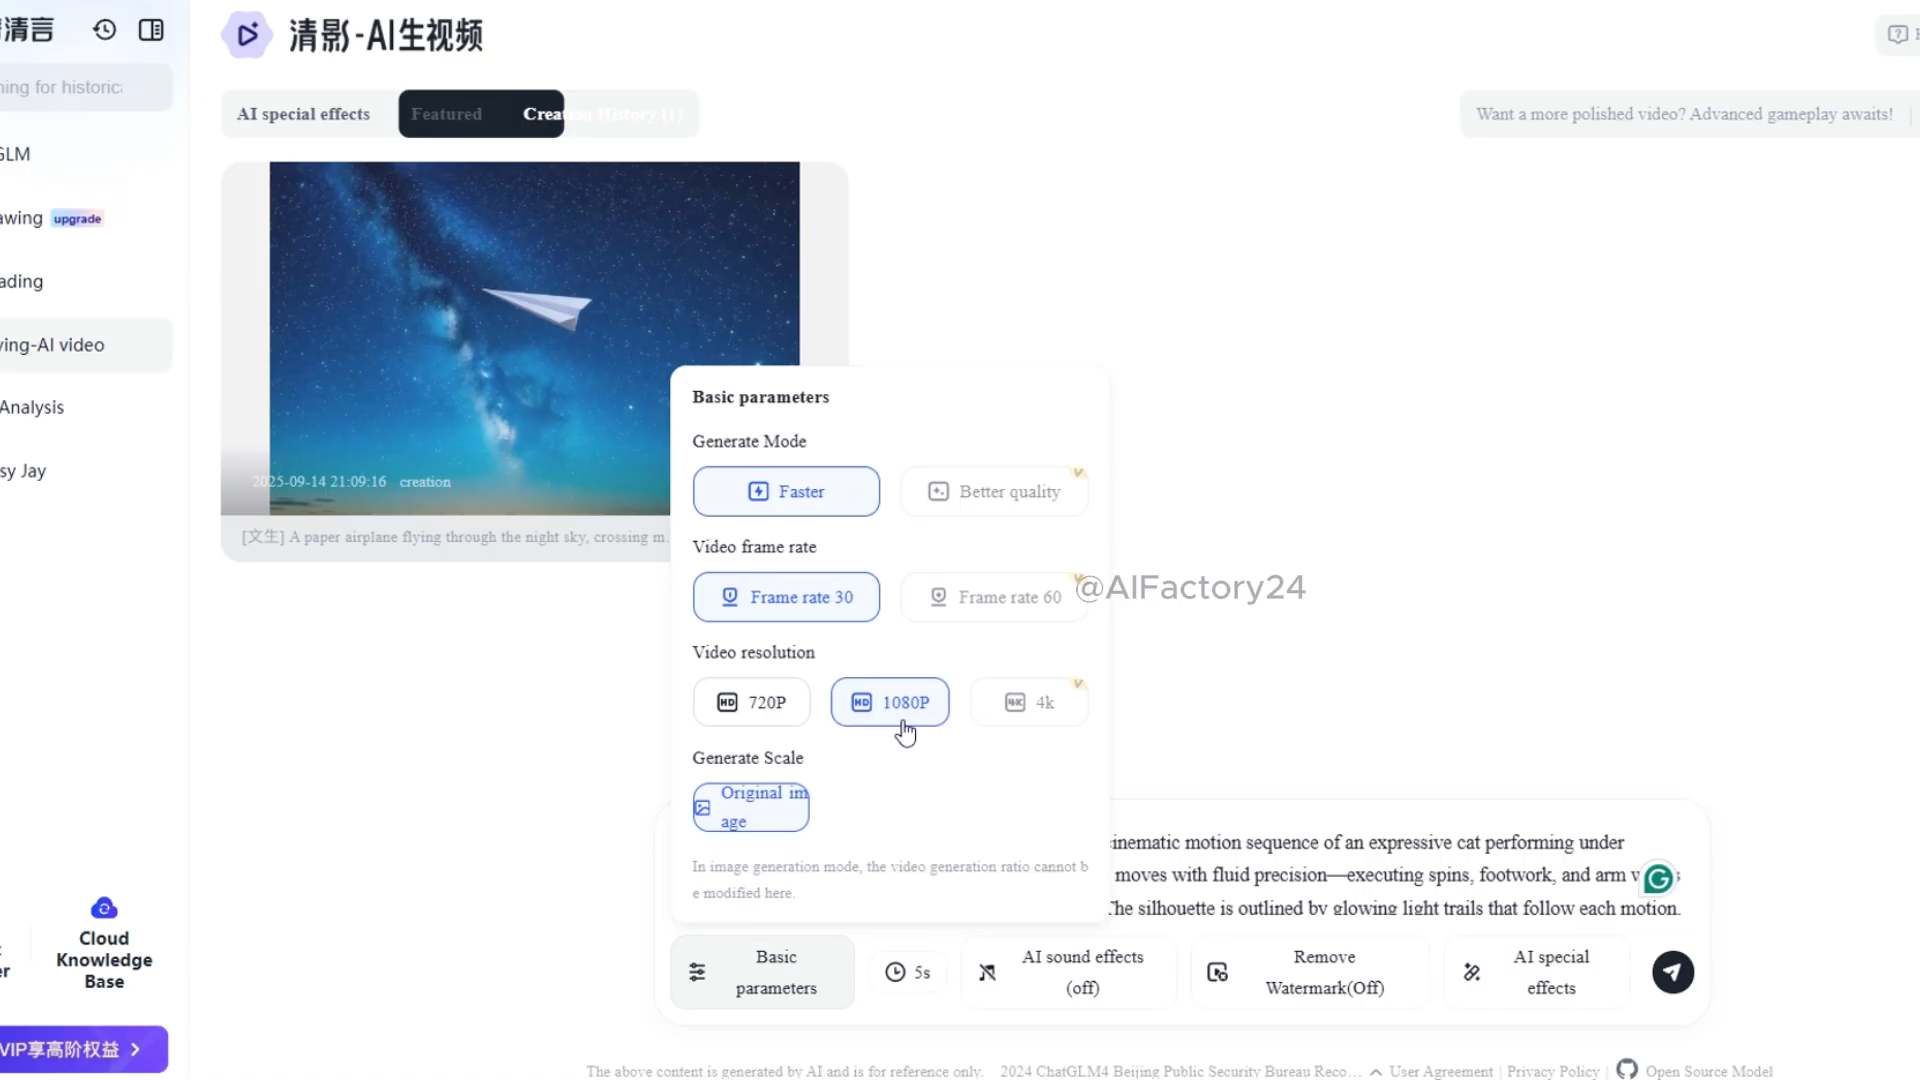 清言
清影-AI生视频
ning for historic
AI special effects
Featured
Creation History (1)
Want a more polished video? Advanced gameplay awaits!
GLM
awing upgrade
ading
ying-AI video
Analysis
sy Jay
2025-09-14 21:09:16 creation
[文生] A paper airplane flying through the night sky, crossing m.
Basic parameters
Generate Mode
Faster
Better quality
Video frame rate
Frame rate 30
Frame rate 60
@AIFactory24
Video resolution
720P
1080P
4k
Generate Scale
Original im
age
In image generation mode, the video generation ratio cannot b
e modified here.
cinematic motion sequence of an expressive cat performing under
moves with fluid precision—executing spins, footwork, and arm
The silhouette is outlined by glowing light trails that follow each motion.
Cloud
Knowledge
Base
Basic
parameters
5s
AI sound effects
(off)
Remove
Watermark(Off)
AI special
effects
VIP享高阶权益
The above content is generated by AI and is for reference only.
2024 ChatGLM4 Beijing Public Security Bureau Reco... User Agreement | Privacy Policy | Open Source Model